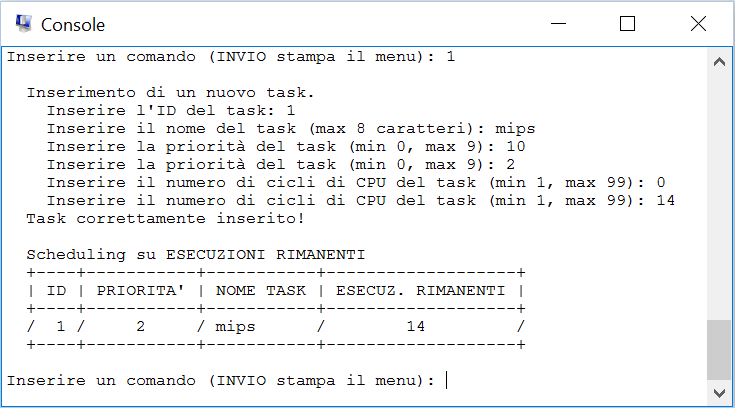 Console
Inserire un comando (INVIO stampa il menu): 1
Inserimento di un nuovo task.
Inserire l'ID del task: 1
Inserire il nome del task (max 8 caratteri): mips
Inserire la priorità del task (min 0, max 9): 10
Inserire la priorità del task (min 0, max 9): 2
Inserire il numero di cicli di CPU del task (min 1, max 99): 0
Inserire il numero di cicli di CPU del task (min 1, max 99): 14
Task correttamente inserito!
Scheduling su ESECUZIONI RIMANENTI
+----+-----------+-----------+-------------------+
| ID | PRIORITA' | NOME TASK | ESECUZ. RIMANENTI |
+----+-----------+-----------+-------------------+
/  1 /     2     / mips      /        14         /
+----+-----------+-----------+-------------------+
Inserire un comando (INVIO stampa il menu):